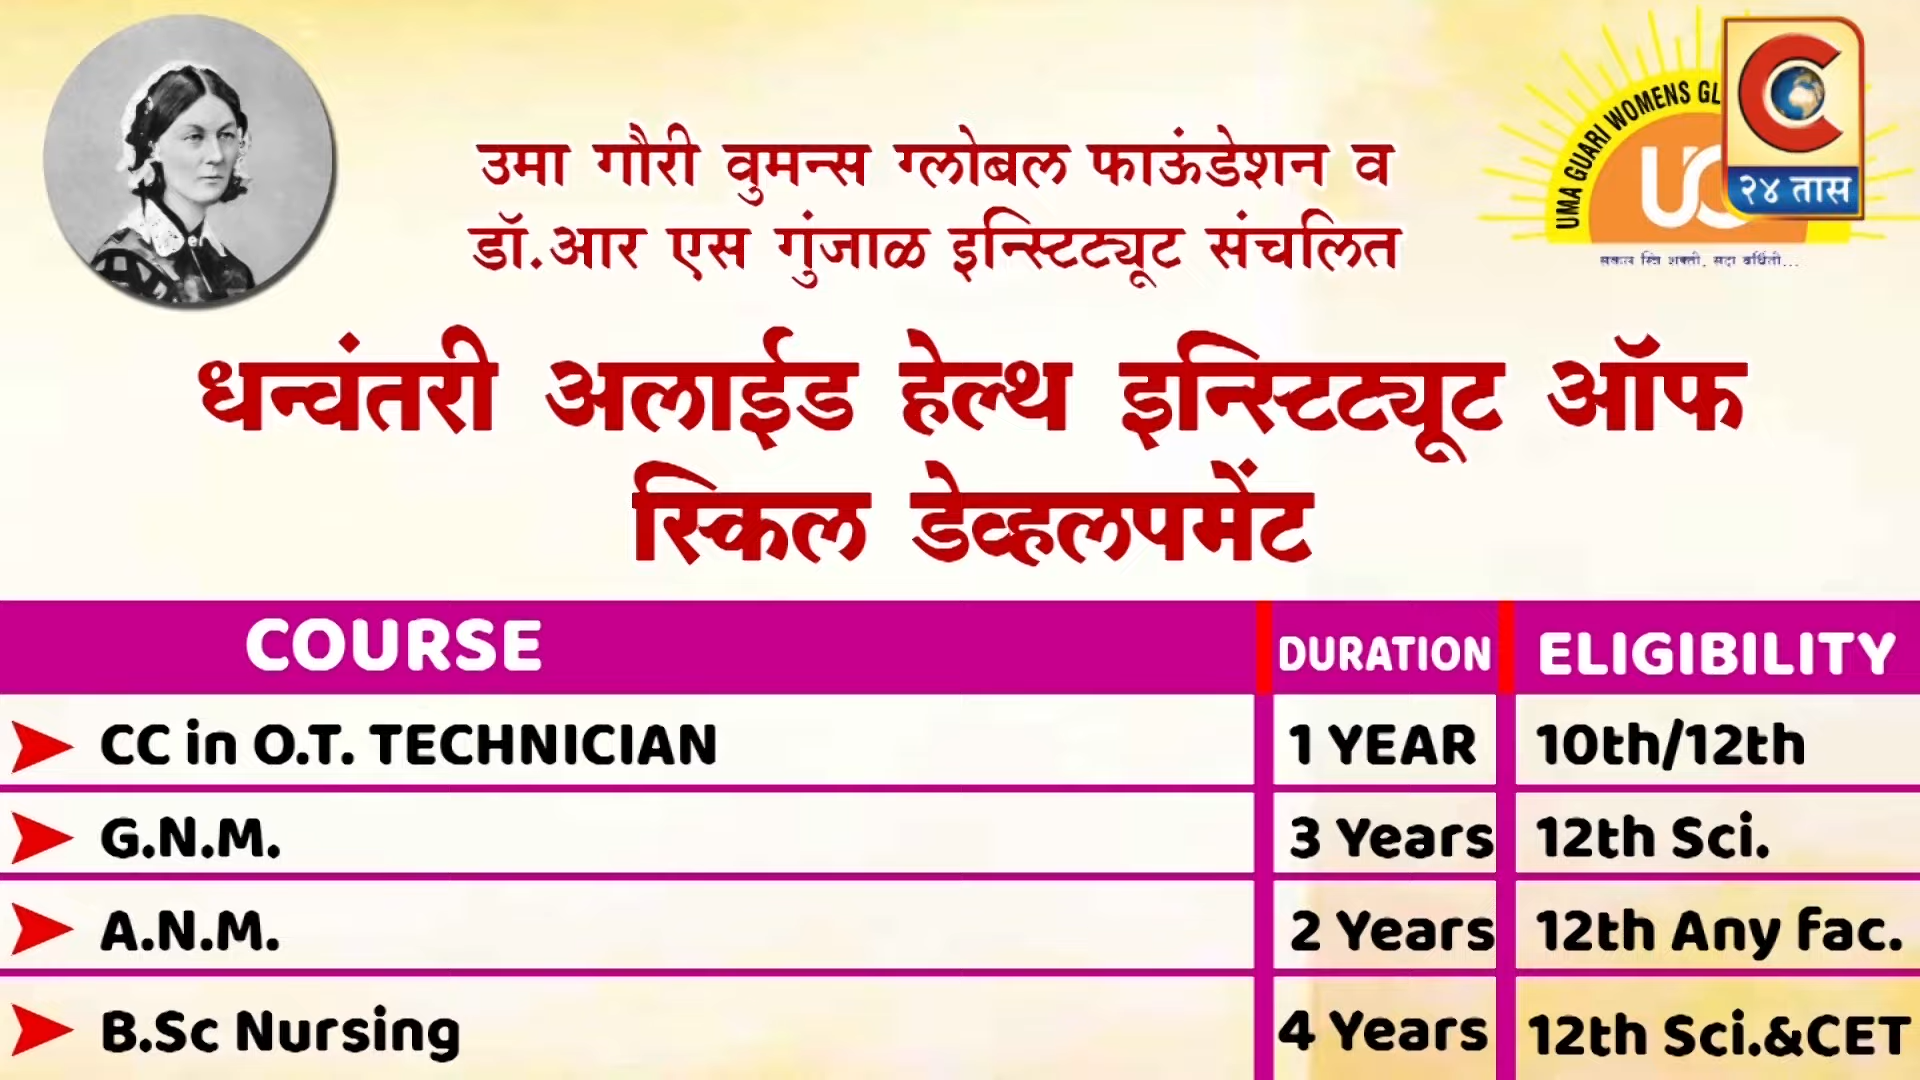 उमा गौरी वुमन्स ग्लोबल फाऊंडेशन व
डॉ.आर एस गुंजाळ इन्स्टिट्यूट संचलित
UMA GUARI WOMENS
२४ तास
धन्वंतरी अलाईड हेल्थ इन्स्टिट्यूट ऑफ
स्किल डेव्हलपमेंट
COURSE DURATION ELIGIBILITY
CC in O.T. TECHNICIAN 1 YEAR 10th/12th
G.N.M. 3 Years 12th Sci.
A.N.M. 2 Years 12th Any fac.
B.Sc Nursing 4 Years 12th Sci.&CET